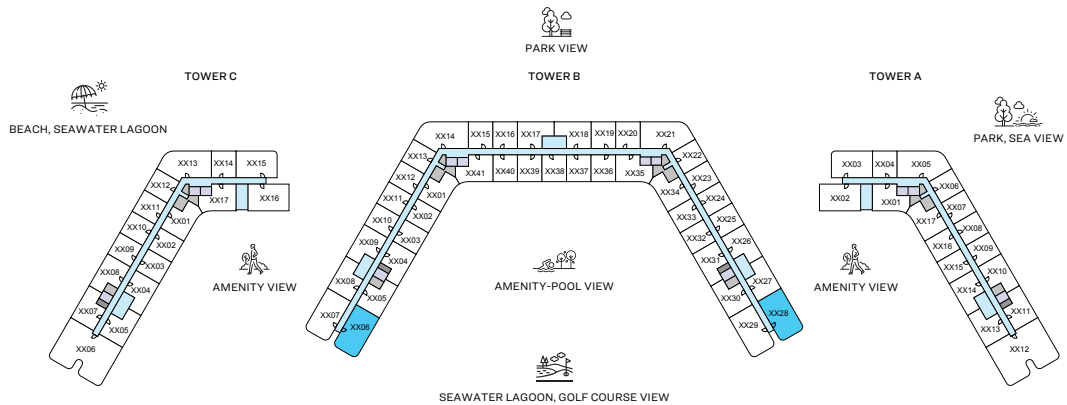 PARK VIEW
TOWER C
TOWER B
TOWER A
BEACH, SEAWATER LAGOON
PARK, SEA VIEW
XX13
XX14
XX15
XX12
XX11
XX10
XX09
XX08
XX07
XX06
XX05
XX04
XX03
XX02
XX01
XX17
XX16
AMENITY VIEW
XX14
XX15
XX16
XX17
XX18
XX19
XX20
XX21
XX13
XX12
XX11
XX10
XX09
XX08
XX07
XX06
XX05
XX04
XX03
XX02
XX01
XX41
XX40
XX39
XX38
XX37
XX36
XX35
XX22
XX23
XX24
XX25
XX26
XX27
XX28
XX29
XX30
XX31
XX32
XX33
XX34
AMENITY-POOL VIEW
AMENITY VIEW
XX03
XX04
XX05
XX02
XX01
XX06
XX07
XX08
XX09
XX10
XX11
XX12
XX13
XX14
XX15
XX16
XX17
SEAWATER LAGOON, GOLF COURSE VIEW